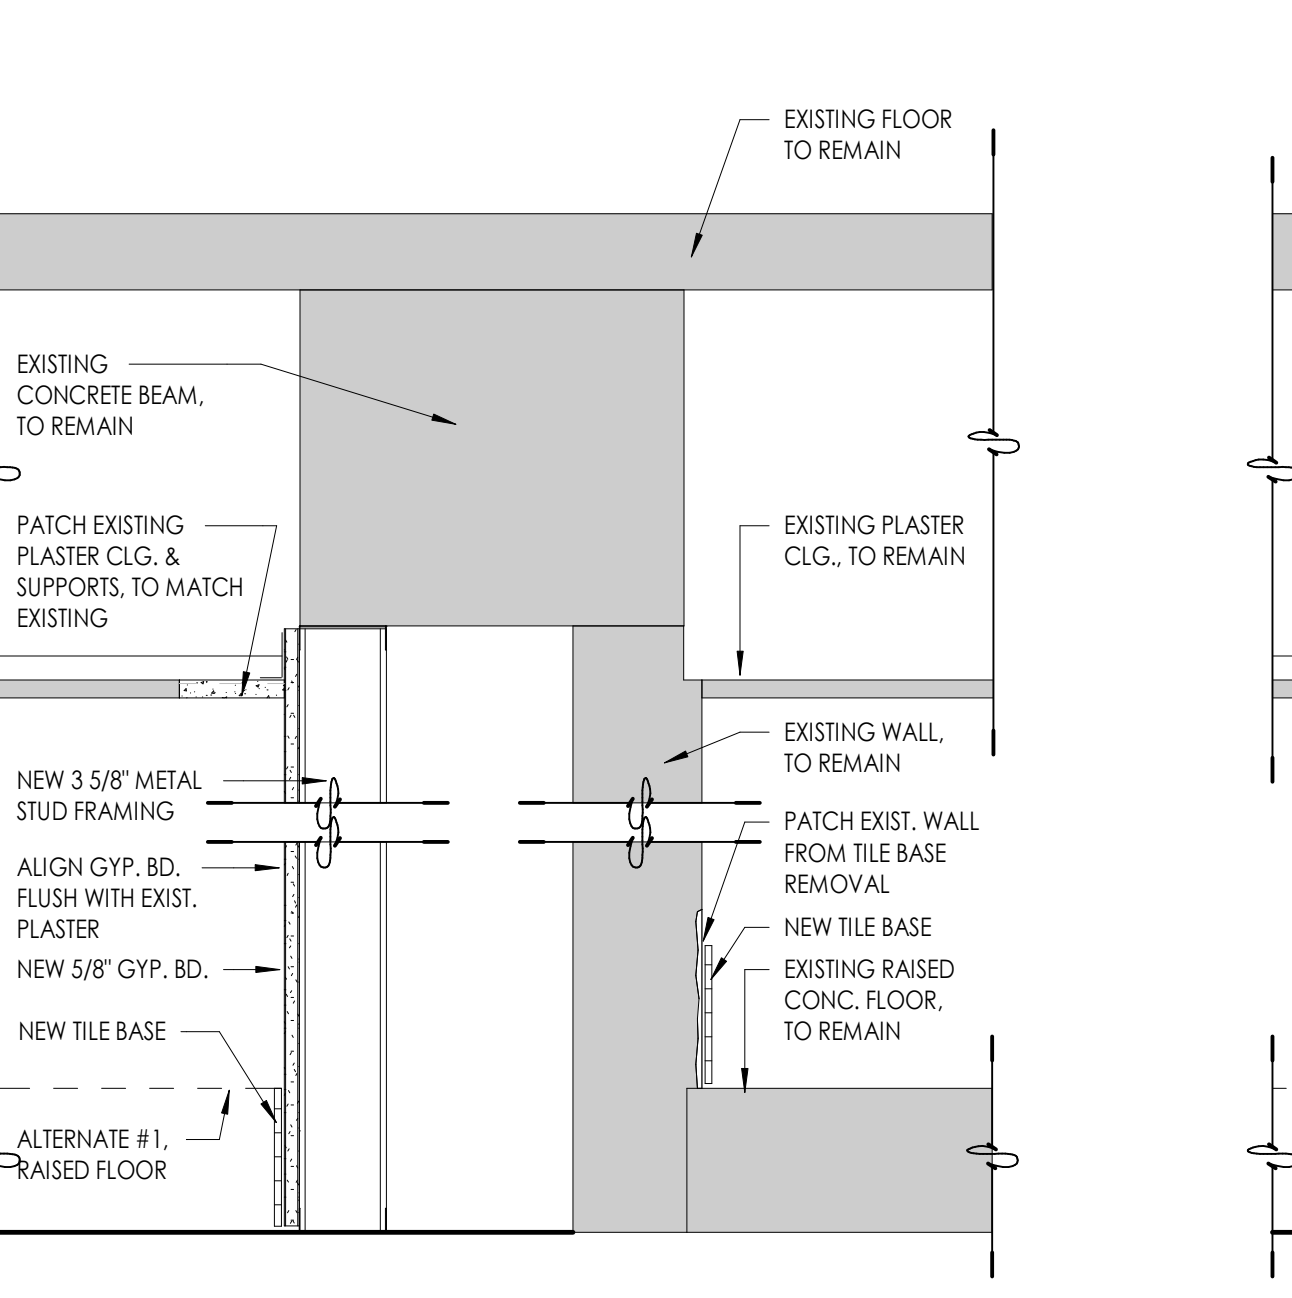 EXISTING FLOOR
TO REMAIN
EXISTING
CONCRETE BEAM,
TO REMAIN
PATCH EXISTING
PLASTER CLG. &
SUPPORTS, TO MATCH
EXISTING
EXISTING PLASTER
CLG., TO REMAIN
EXISTING WALL,
TO REMAIN
NEW 3 5/8" METAL
STUD FRAMING
PATCH EXIST. WALL
FROM TILE BASE
REMOVAL
ALIGN GYP. BD.
FLUSH WITH EXIST.
PLASTER
NEW TILE BASE
NEW 5/8" GYP. BD.
EXISTING RAISED
CONC. FLOOR,
TO REMAIN
NEW TILE BASE
ALTERNATE #1,
RAISED FLOOR